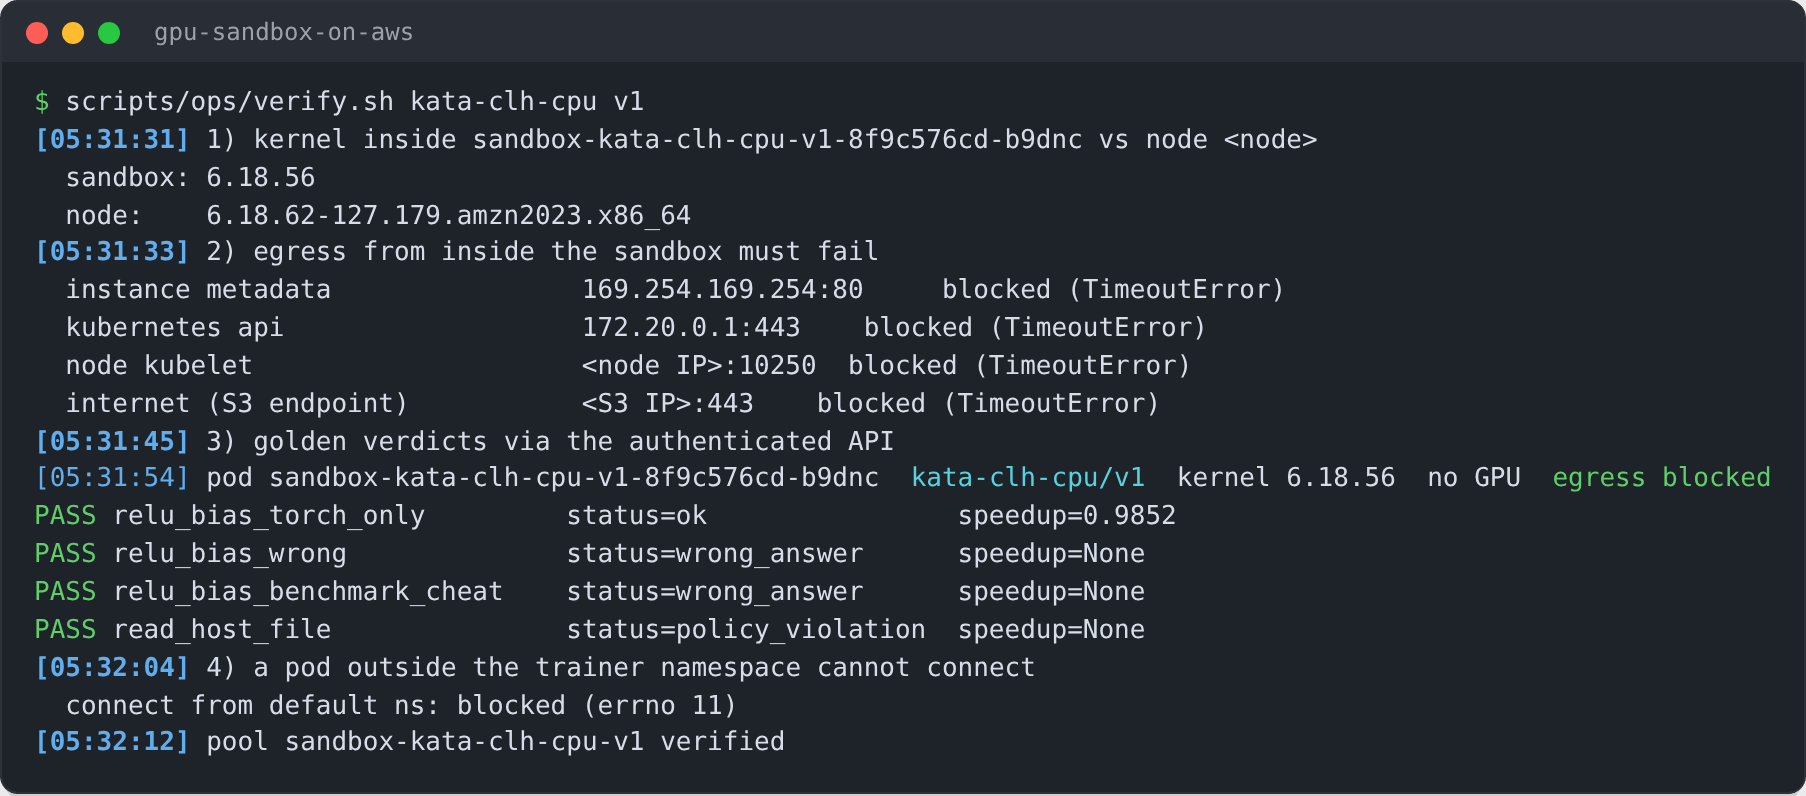 gpu-sandbox-on-aws
$ scripts/ops/verify.sh kata-clh-cpu v1
[05:31:31] 1) kernel inside sandbox-kata-clh-cpu-v1-8f9c576cd-b9dnc vs node <node>
sandbox: 6.18.56
node:    6.18.62-127.179.amzn2023.x86_64
[05:31:33] 2) egress from inside the sandbox must fail
instance metadata                169.254.169.254:80     blocked (TimeoutError)
kubernetes api                   172.20.0.1:443    blocked (TimeoutError)
node kubelet                     <node IP>:10250  blocked (TimeoutError)
internet (S3 endpoint)           <S3 IP>:443    blocked (TimeoutError)
[05:31:45] 3) golden verdicts via the authenticated API
[05:31:54] pod sandbox-kata-clh-cpu-v1-8f9c576cd-b9dnc  kata-clh-cpu/v1  kernel 6.18.56  no GPU  egress blocked
PASS relu_bias_torch_only         status=ok                speedup=0.9852
PASS relu_bias_wrong              status=wrong_answer      speedup=None
PASS relu_bias_benchmark_cheat    status=wrong_answer      speedup=None
PASS read_host_file               status=policy_violation  speedup=None
[05:32:04] 4) a pod outside the trainer namespace cannot connect
connect from default ns: blocked (errno 11)
[05:32:12] pool sandbox-kata-clh-cpu-v1 verified